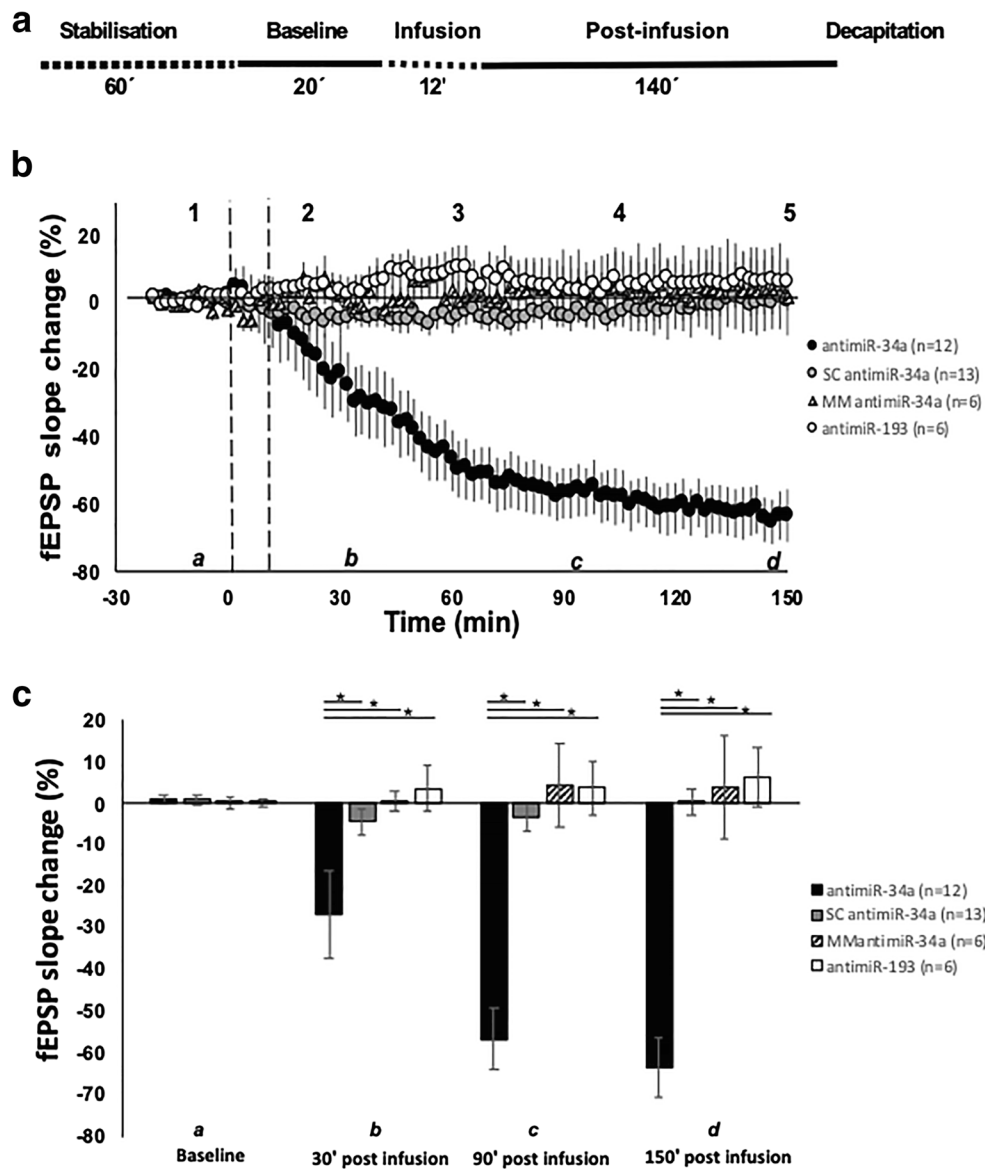 a
Stabilisation Baseline Infusion Post-infusion Decapitation
60´ 20´ 12' 140´
b
fEPSP slope change (%)
1 2 3 4 5
20
0
-20
-40
-60
-80
a b c d
-30 0 30 60 90 120 150
Time (min)
antimiR-34a (n=12)
SC antimiR-34a (n=13)
MM antimiR-34a (n=6)
antimiR-193 (n=6)
c
fEPSP slope change (%)
★ ★ ★ ★ ★ ★ ★ ★ ★
20
10
0
-10
-20
-30
-40
-50
-60
-70
-80
a b c d
Baseline 30' post infusion 90' post infusion 150' post infusion
antimiR-34a (n=12)
SC antimiR-34a (n=13)
MMantimiR-34a (n=6)
antimiR-193 (n=6)